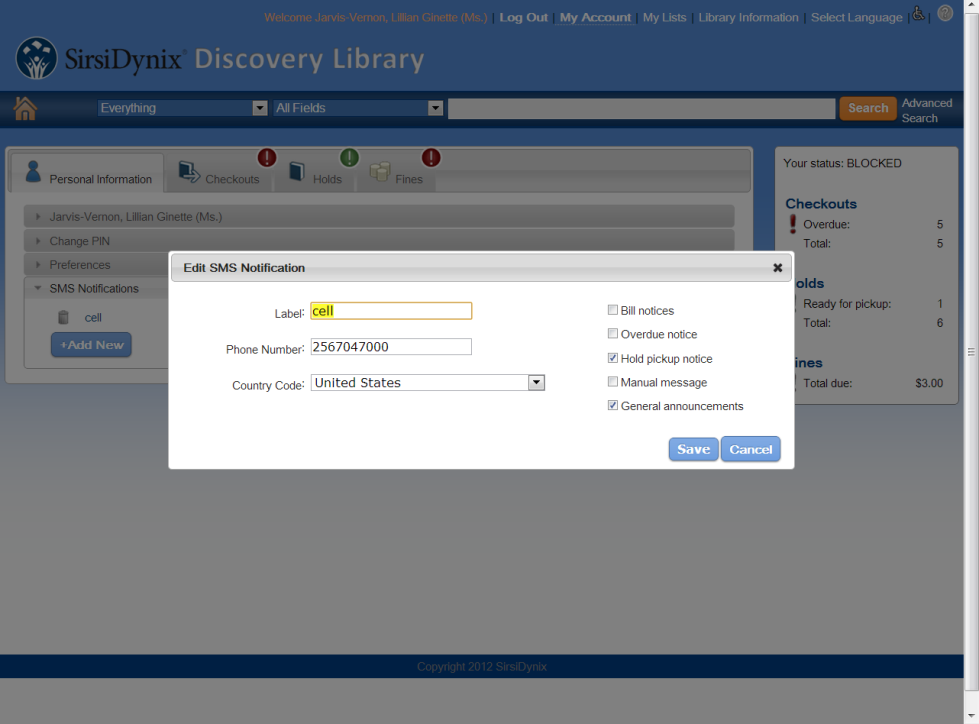 Welcome Jarvis-Vernon, Lillian Ginette (Ms.) | Log Out | My Account | My Lists | Library Information | Select Language | |
SirsiDynix® Discovery Library
Everything All Fields Search Advanced Search
Personal Information Checkouts Holds Fines
Jarvis-Vernon, Lillian Ginette (Ms.)
Change PIN
Preferences
SMS Notifications
cell
+Add New
Edit SMS Notification
Label: cell
Phone Number: 2567047000
Country Code: United States
Bill notices
Overdue notice
Hold pickup notice
Manual message
General announcements
Save Cancel
Your status: BLOCKED
Checkouts
Overdue: 5
Total: 5
olds
Ready for pickup: 1
Total: 6
ines
Total due: $3.00
Copyright 2012 SirsiDynix